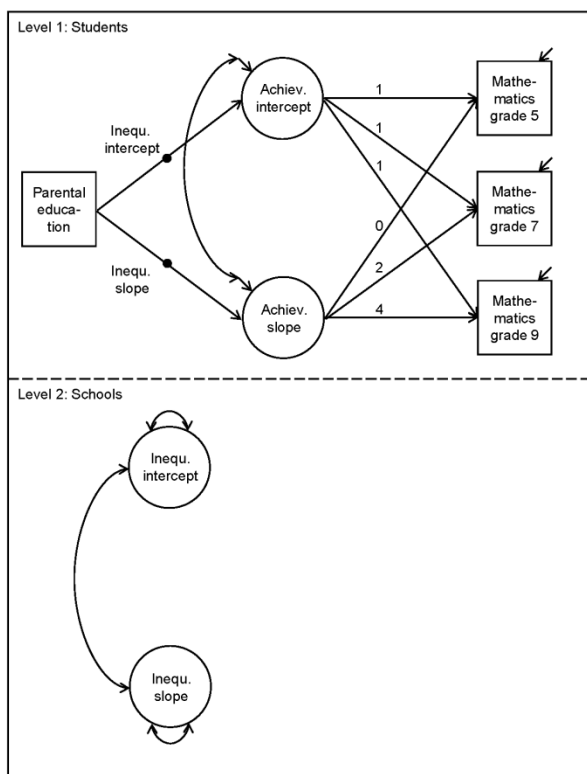 Level 1: Students
Achiev.
intercept
1
Mathe-
matics
grade 5
Inequ.
intercept
1
1
Parental
educa-
tion
Mathe-
matics
grade 7
0
Inequ.
slope
2
Achiev.
slope
4
Mathe-
matics
grade 9
Level 2: Schools
Inequ.
intercept
Inequ.
slope